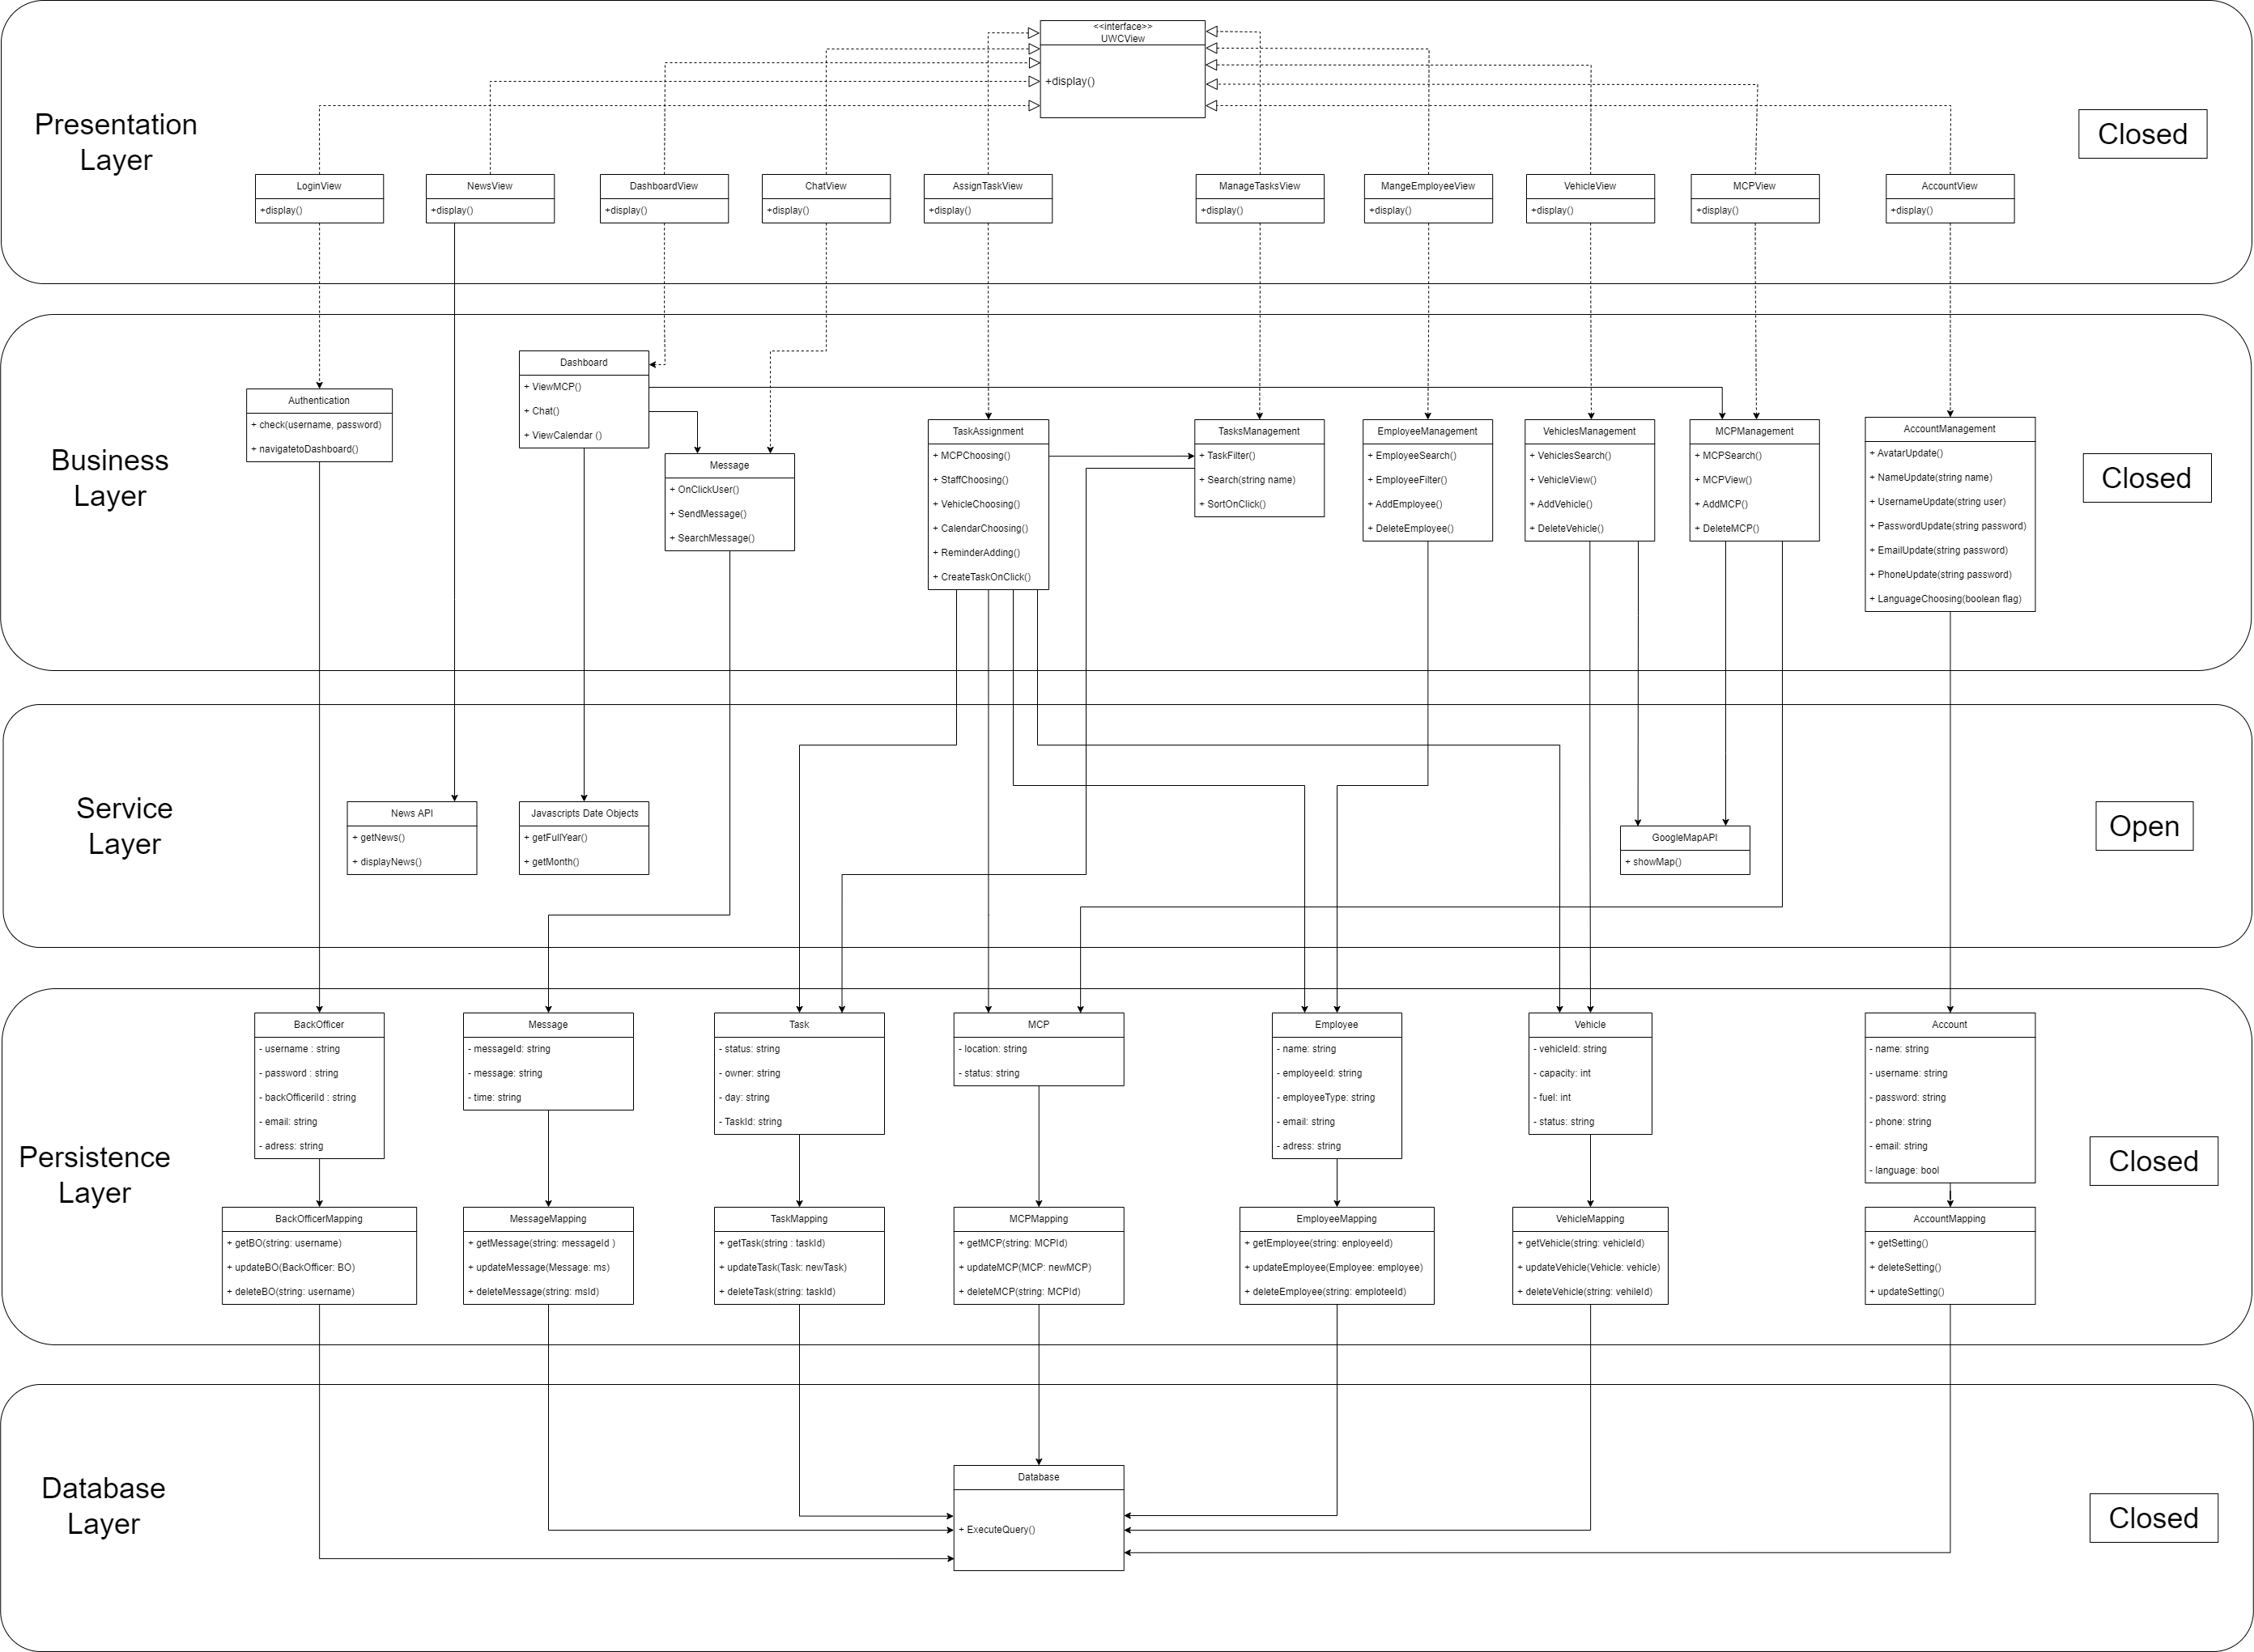 <<interface>>
UWCView
+display()
Presentation
Layer
Closed
LoginView
+display()
NewsView
+display()
DashboardView
+display()
ChatView
+display()
AssignTaskView
+display()
ManageTasksView
+display()
MangeEmployeeView
+display()
VehicleView
+display()
MCPView
+display()
AccountView
+display()
Business
Layer
Closed
Authentication
+ check(username, password)
+ navigatetoDashboard()
Dashboard
+ ViewMCP()
+ Chat()
+ ViewCalendar ()
Message
+ OnClickUser()
+ SendMessage()
+ SearchMessage()
TaskAssignment
+ MCPChoosing()
+ StaffChoosing()
+ VehicleChoosing()
+ CalendarChoosing()
+ ReminderAdding()
+ CreateTaskOnClick()
TasksManagement
+ TaskFilter()
+ Search(string name)
+ SortOnClick()
EmployeeManagement
+ EmployeeSearch()
+ EmployeeFilter()
+ AddEmployee()
+ DeleteEmployee()
VehiclesManagement
+ VehiclesSearch()
+ VehicleView()
+ AddVehicle()
+ DeleteVehicle()
MCPManagement
+ MCPSearch()
+ MCPView()
+ AddMCP()
+ DeleteMCP()
AccountManagement
+ AvatarUpdate()
+ NameUpdate(string name)
+ UsernameUpdate(string user)
+ PasswordUpdate(string password)
+ EmailUpdate(string password)
+ PhoneUpdate(string password)
+ LanguageChoosing(boolean flag)
Service
Layer
Open
News API
+ getNews()
+ displayNews()
Javascripts Date Objects
+ getFullYear()
+ getMonth()
GoogleMapAPI
+ showMap()
Persistence
Layer
Closed
BackOfficer
- username : string
- password : string
- backOfficeriId : string
- email: string
- adress: string
Message
- messageId: string
- message: string
- time: string
Task
- status: string
- owner: string
- day: string
- TaskId: string
MCP
- location: string
- status: string
Employee
- name: string
- employeeId: string
- employeeType: string
- email: string
- adress: string
Vehicle
- vehicleId: string
- capacity: int
- fuel: int
- status: string
Account
- name: string
- username: string
- password: string
- phone: string
- email: string
- language: bool
BackOfficerMapping
+ getBO(string: username)
+ updateBO(BackOfficer: BO)
+ deleteBO(string: username)
MessageMapping
+ getMessage(string: messageId )
+ updateMessage(Message: ms)
+ deleteMessage(string: msId)
TaskMapping
+ getTask(string : taskId)
+ updateTask(Task: newTask)
+ deleteTask(string: taskId)
MCPMapping
+ getMCP(string: MCPId)
+ updateMCP(MCP: newMCP)
+ deleteMCP(string: MCPId)
EmployeeMapping
+ getEmployee(string: enployeeId)
+ updateEmployee(Employee: employee)
+ deleteEmployee(string: emploteeId)
VehicleMapping
+ getVehicle(string: vehicleId)
+ updateVehicle(Vehicle: vehicle)
+ deleteVehicle(string: vehileId)
AccountMapping
+ getSetting()
+ deleteSetting()
+ updateSetting()
Database
Layer
Closed
Database
+ ExecuteQuery()